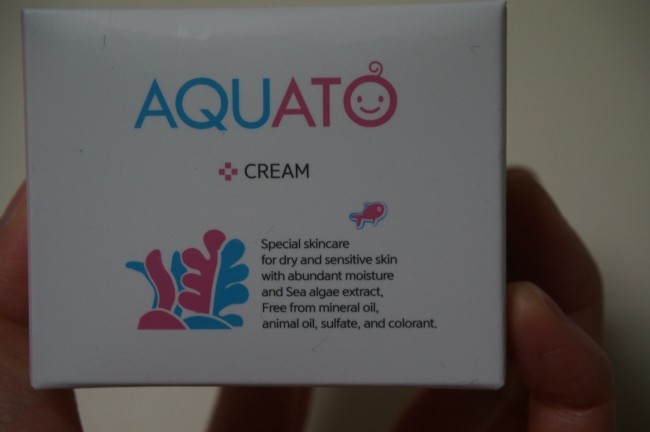 AQUATO
CREAM
Special skincare
for dry and sensitive skin
with abundant moisture
and Sea algae extract,
Free from mineral oil,
animal oil, sulfate, and colorant.